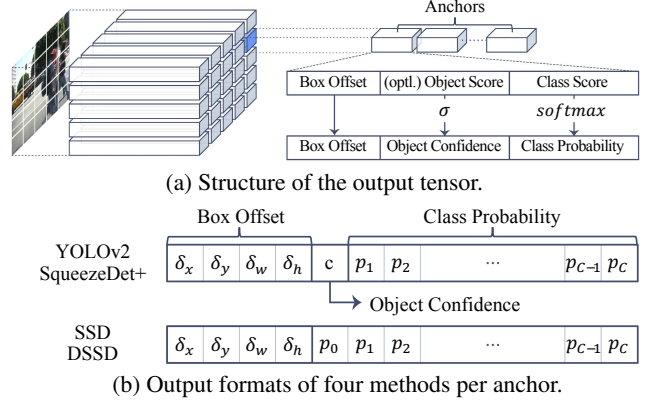 Anchors
Box Offset (optl.) Object Score Class Score
σ softmax
Box Offset Object Confidence Class Probability
(a) Structure of the output tensor.
Box Offset Class Probability
YOLOv2
SqueezeDet+
δx δy δw δh c p1 p2 ⋯ pC−1 pC
Object Confidence
SSD
DSSD
δx δy δw δh p0 p1 p2 ⋯ pC−1 pC
(b) Output formats of four methods per anchor.